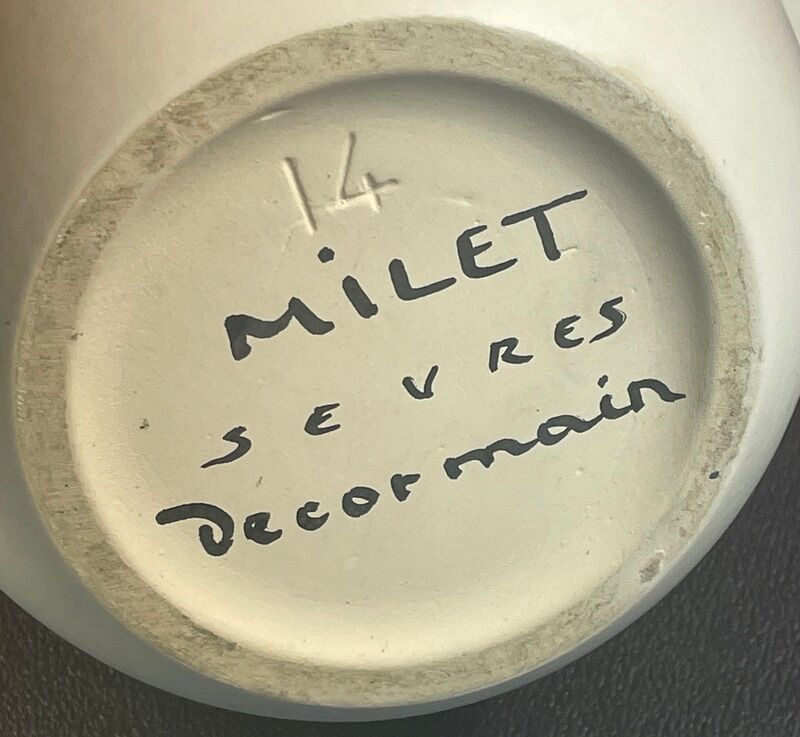 14
MiLET
SEVRES
Decor main